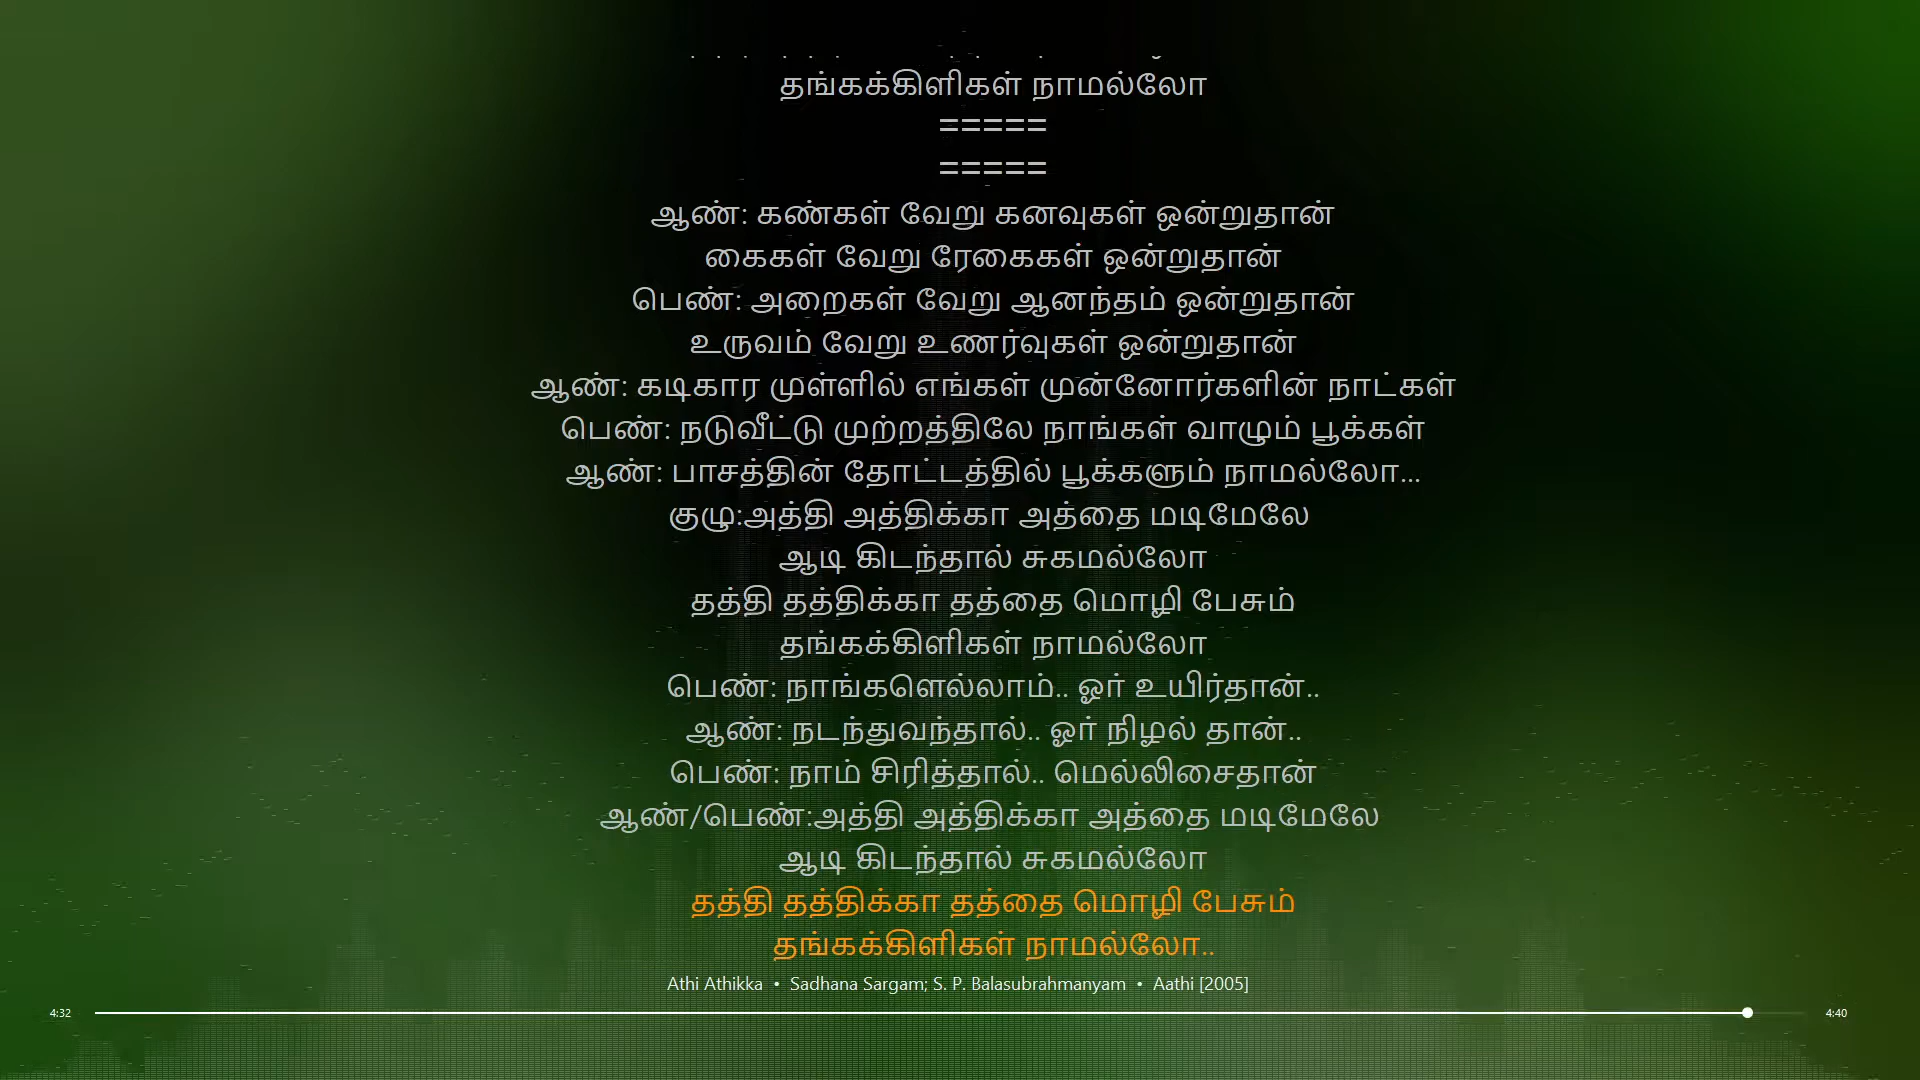 தங்கக்கிளிகள் நாமல்லோ
=====
=====
ஆண்: கண்கள் வேறு கனவுகள் ஒன்றுதான்
கைகள் வேறு ரேகைகள் ஒன்றுதான்
பெண்: அறைகள் வேறு ஆனந்தம் ஒன்றுதான்
உருவம் வேறு உணர்வுகள் ஒன்றுதான்
ஆண்: கடிகார முள்ளில் எங்கள் முன்னோர்களின் நாட்கள்
பெண்: நடுவீட்டு முற்றத்திலே நாங்கள் வாழும் பூக்கள்
ஆண்: பாசத்தின் தோட்டத்தில் பூக்களும் நாமல்லோ...
குழு:அத்தி அத்திக்கா அத்தை மடிமேலே
ஆடி கிடந்தால் சுகமல்லோ
தத்தி தத்திக்கா தத்தை மொழி பேசும்
தங்கக்கிளிகள் நாமல்லோ
பெண்: நாங்களெல்லாம்.. ஓர் உயிர்தான்..
ஆண்: நடந்துவந்தால்.. ஓர் நிழல் தான்..
பெண்: நாம் சிரித்தால்.. மெல்லிசைதான்
ஆண்/பெண்:அத்தி அத்திக்கா அத்தை மடிமேலே
ஆடி கிடந்தால் சுகமல்லோ
தத்தி தத்திக்கா தத்தை மொழி பேசும்
தங்கக்கிளிகள் நாமல்லோ..
Athi Athikka • Sadhana Sargam; S. P. Balasubrahmanyam • Aathi [2005]
4:32 4:40